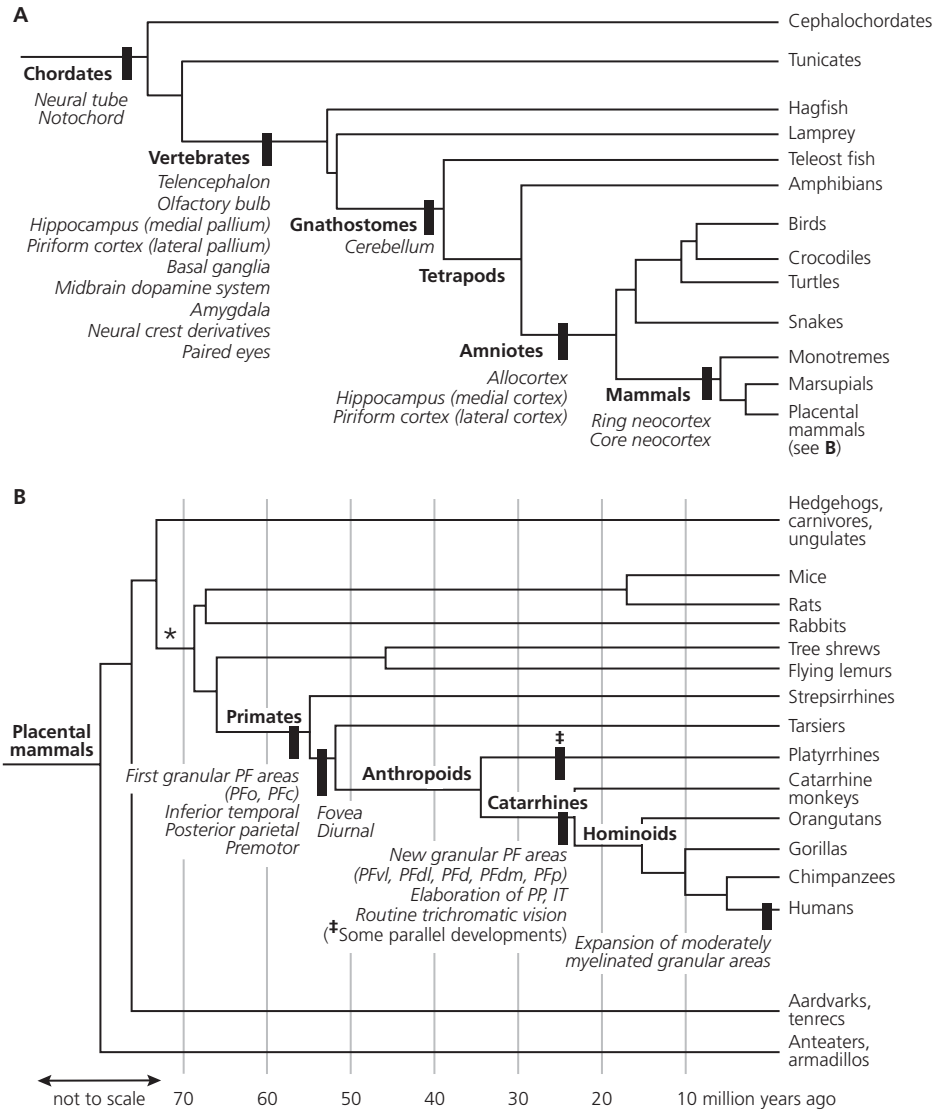 A
Cephalochordates
Chordates
Neural tube
Notochord
Tunicates
Hagfish
Vertebrates
Telencephalon
Olfactory bulb
Hippocampus (medial pallium)
Piriform cortex (lateral pallium)
Basal ganglia
Midbrain dopamine system
Amygdala
Neural crest derivatives
Paired eyes
Lamprey
Teleost fish
Gnathostomes
Cerebellum
Amphibians
Tetrapods
Birds
Crocodiles
Turtles
Snakes
Amniotes
Allocortex
Hippocampus (medial cortex)
Piriform cortex (lateral cortex)
Monotremes
Mammals
Ring neocortex
Core neocortex
Marsupials
Placental
mammals
(see B)
B
Hedgehogs,
carnivores,
ungulates
Mice
Rats
*
Rabbits
Tree shrews
Flying lemurs
Strepsirrhines
Placental
mammals
Primates
First granular PF areas
(PFo, PFc)
Inferior temporal
Posterior parietal
Premotor
Fovea
Diurnal
Tarsiers
‡
Platyrrhines
Anthropoids
Catarrhine
monkeys
Catarrhines
New granular PF areas
(PFvl, PFdl, PFd, PFdm, PFp)
Elaboration of PP, IT
Routine trichromatic vision
(‡Some parallel developments)
Orangutans
Hominoids
Gorillas
Chimpanzees
Humans
Expansion of moderately
myelinated granular areas
Aardvarks,
tenrecs
Anteaters,
armadillos
not to scale 70 60 50 40 30 20 10 million years ago